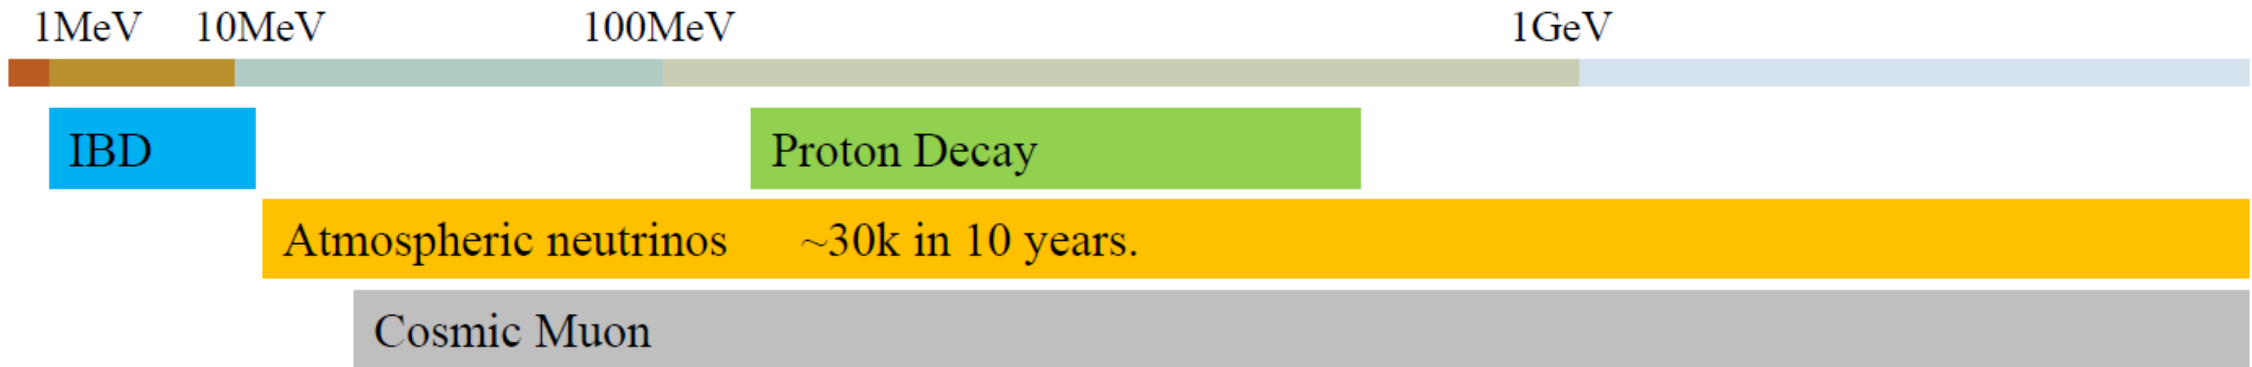 1MeV 10MeV 100MeV 1GeV
IBD Proton Decay
Atmospheric neutrinos ~30k in 10 years.
Cosmic Muon